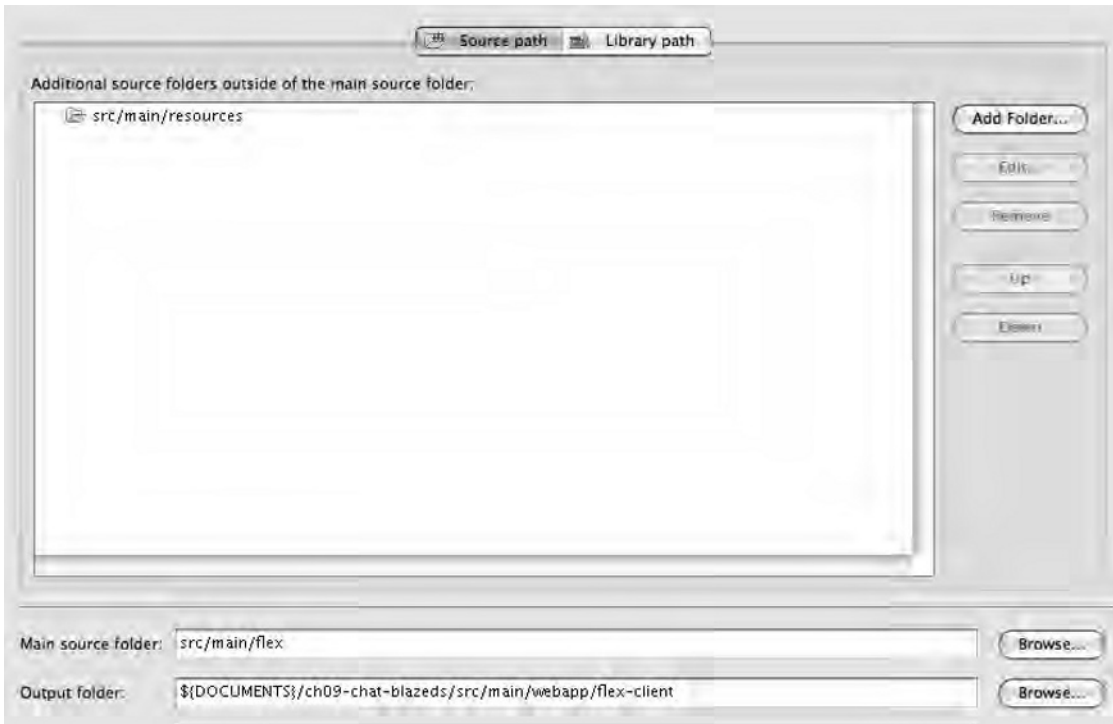 Source path Library path
Additional source folders outside of the main source folder:
src/main/resources
Add Folder...
Edit...
Remove
Up
Down
Main source folder: src/main/flex Browse...
Output folder: ${DOCUMENTS}/ch09-chat-blazeds/src/main/webapp/flex-client Browse...